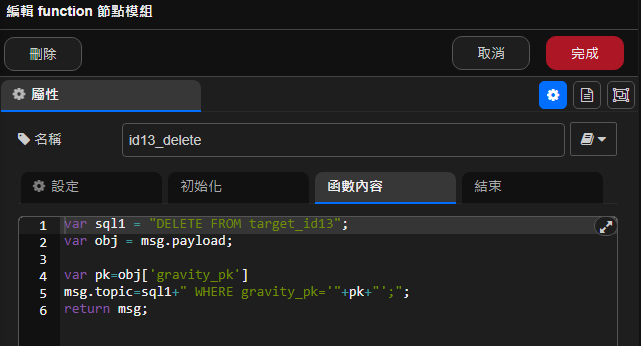 編輯 function 節點模組
刪除
取消
完成
屬性
名稱
id13_delete
設定
初始化
函數內容
結束
1 var sql1 = "DELETE FROM target_id13";
2 var obj = msg.payload;
3
4 var pk=obj['gravity_pk']
5 msg.topic=sql1+" WHERE gravity_pk='"+pk+"';";
6 return msg;